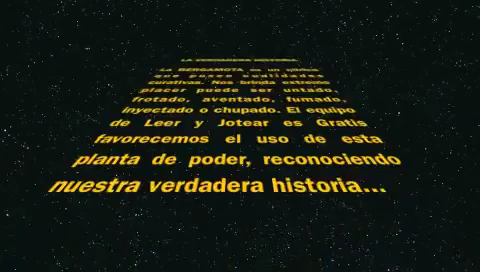 LA VERDADERA HISTORIA
La BERGAMOTA es un cítrico
que posee cualidades
curativas. Nos brinda extremo
placer puede ser untado,
frotado, aventado, fumado,
inyectado o chupado. El equipo
de Leer y Jotear es Gratis
favorecemos el uso de esta
planta de poder, reconociendo
nuestra verdadera historia...